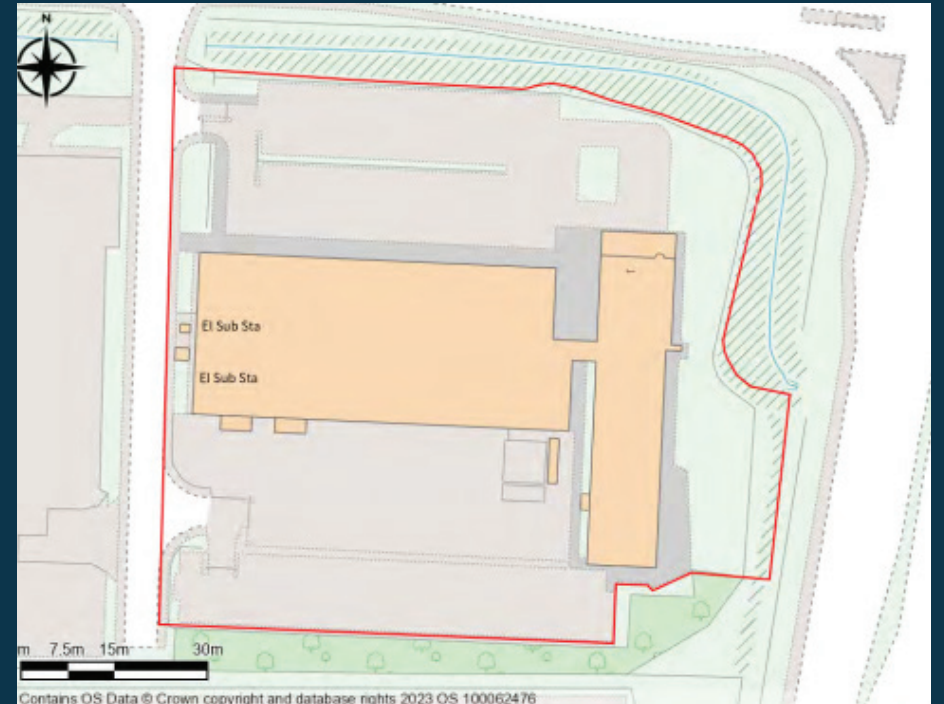 N
El Sub Sta
El Sub Sta
m 7.5m 15m 30m
Contains OS Data © Crown copyright and database rights 2023 OS 100062476